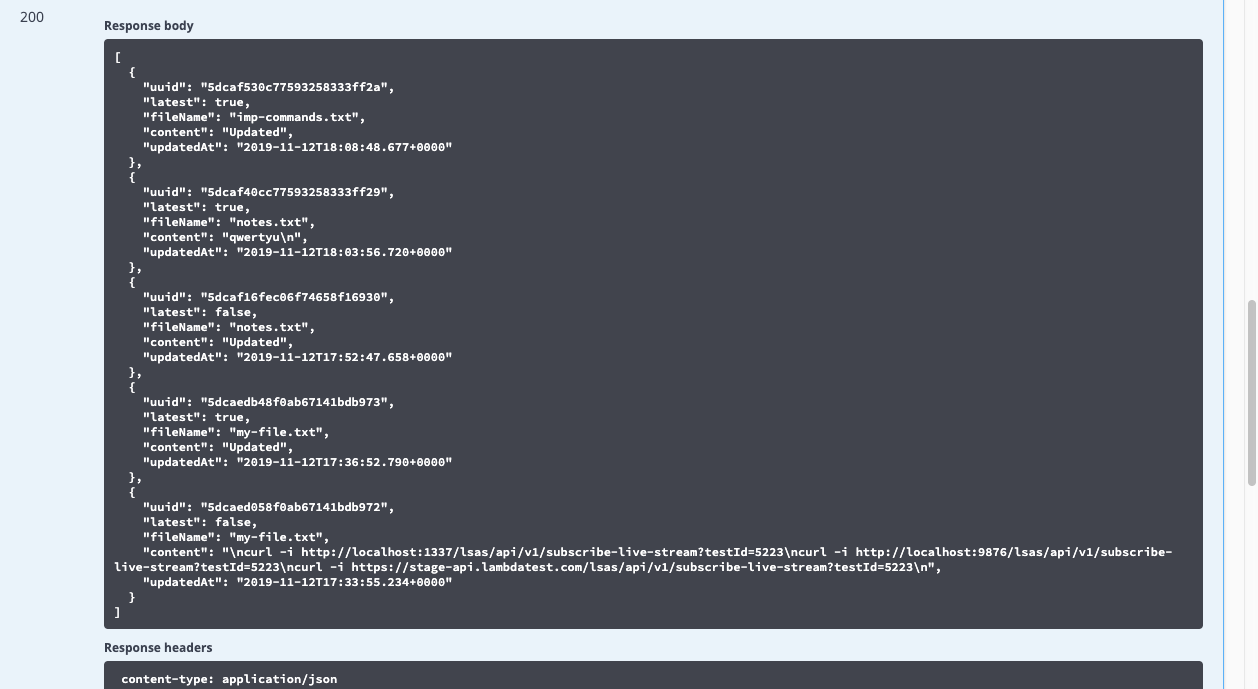 200
Response body
[
  {
    "uuid": "5dcaf530c77593258333ff2a",
    "latest": true,
    "fileName": "imp-commands.txt",
    "content": "Updated",
    "updatedAt": "2019-11-12T18:08:48.677+0000"
  },
  {
    "uuid": "5dcaf40cc77593258333ff29",
    "latest": true,
    "fileName": "notes.txt",
    "content": "qwertyu\n",
    "updatedAt": "2019-11-12T18:03:56.720+0000"
  },
  {
    "uuid": "5dcaf16fec06f74658f16930",
    "latest": false,
    "fileName": "notes.txt",
    "content": "Updated",
    "updatedAt": "2019-11-12T17:52:47.658+0000"
  },
  {
    "uuid": "5dcaedb48f0ab67141bdb973",
    "latest": true,
    "fileName": "my-file.txt",
    "content": "Updated",
    "updatedAt": "2019-11-12T17:36:52.790+0000"
  },
  {
    "uuid": "5dcaed058f0ab67141bdb972",
    "latest": false,
    "fileName": "my-file.txt",
    "content": "\ncurl -i http://localhost:1337/lsas/api/v1/subscribe-live-stream?testId=5223\ncurl -i http://localhost:9876/lsas/api/v1/subscribe-
live-stream?testId=5223\ncurl -i https://stage-api.lambdatest.com/lsas/api/v1/subscribe-live-stream?testId=5223\n",
    "updatedAt": "2019-11-12T17:33:55.234+0000"
  }
]
Response headers
content-type: application/json